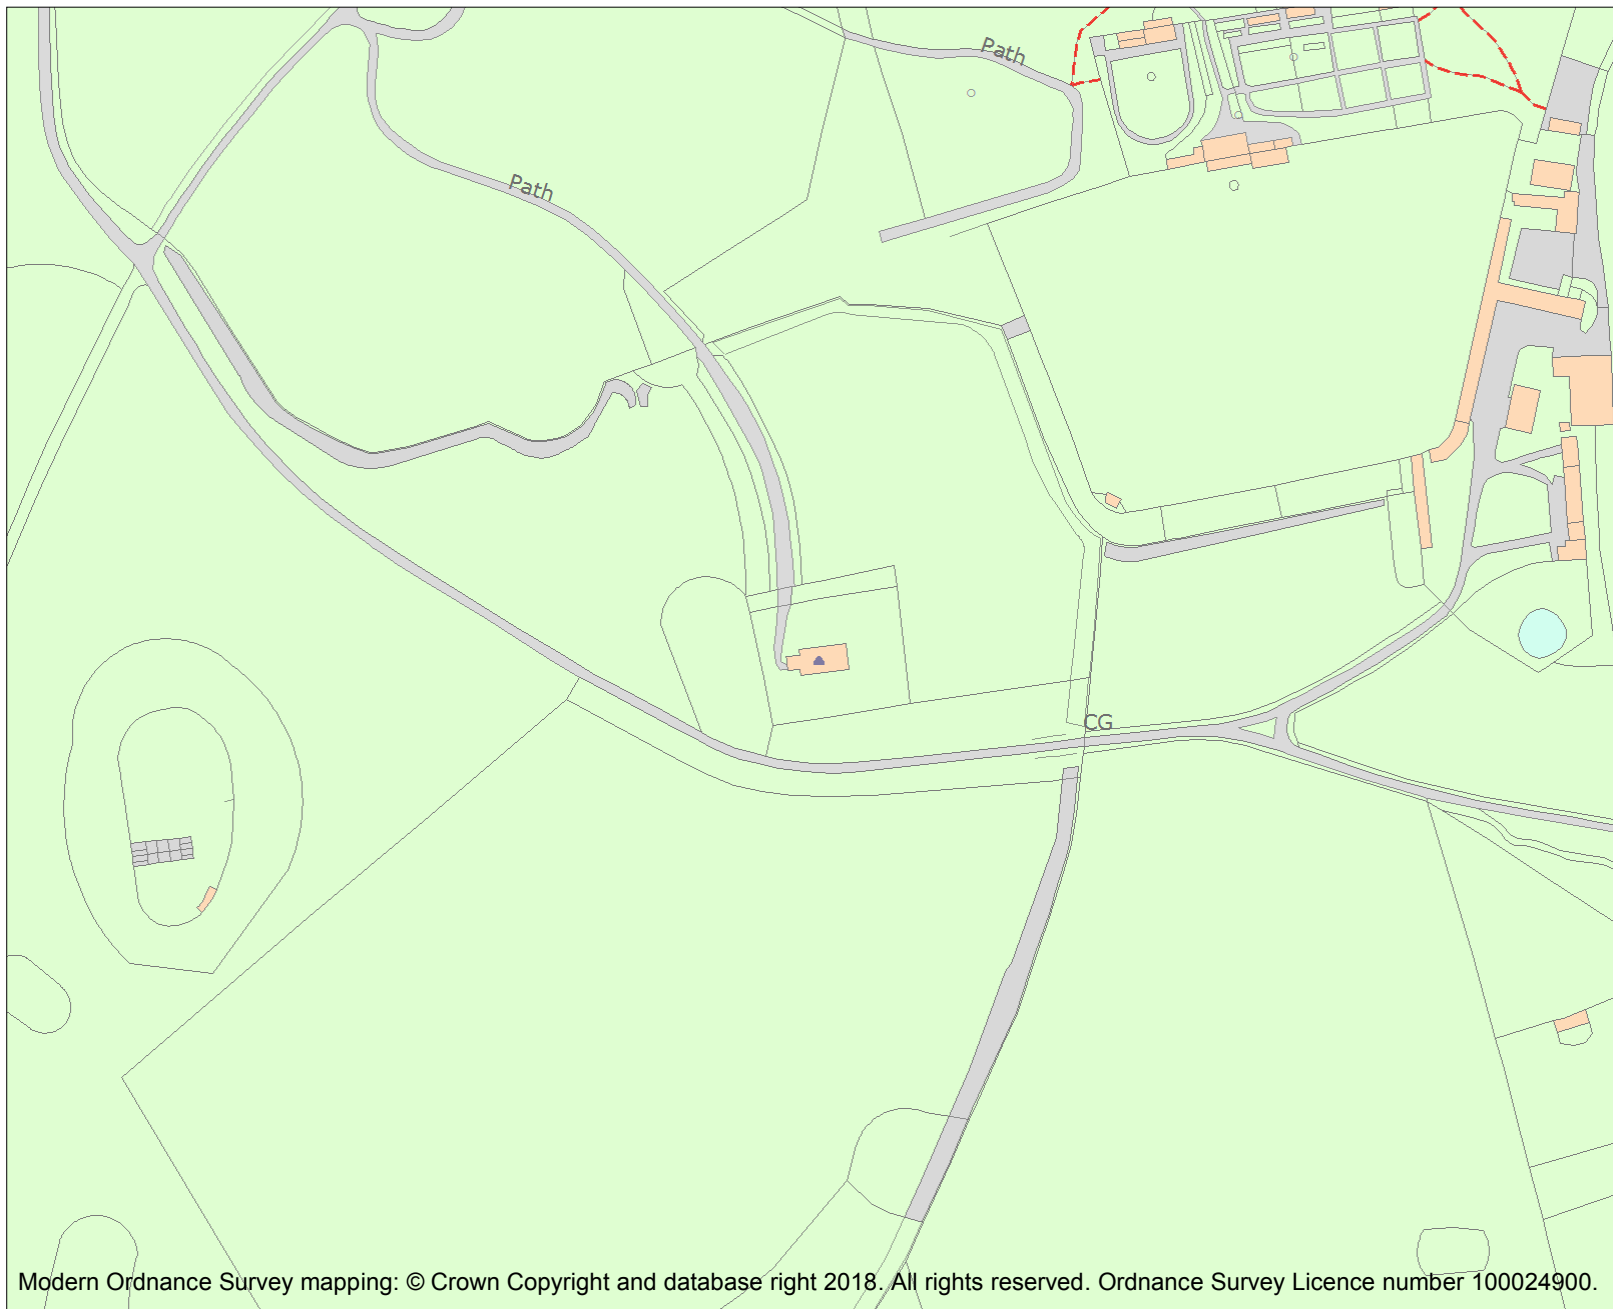 Path
Path
CG
Modern Ordnance Survey mapping: © Crown Copyright and database right 2018. All rights reserved. Ordnance Survey Licence number 100024900.